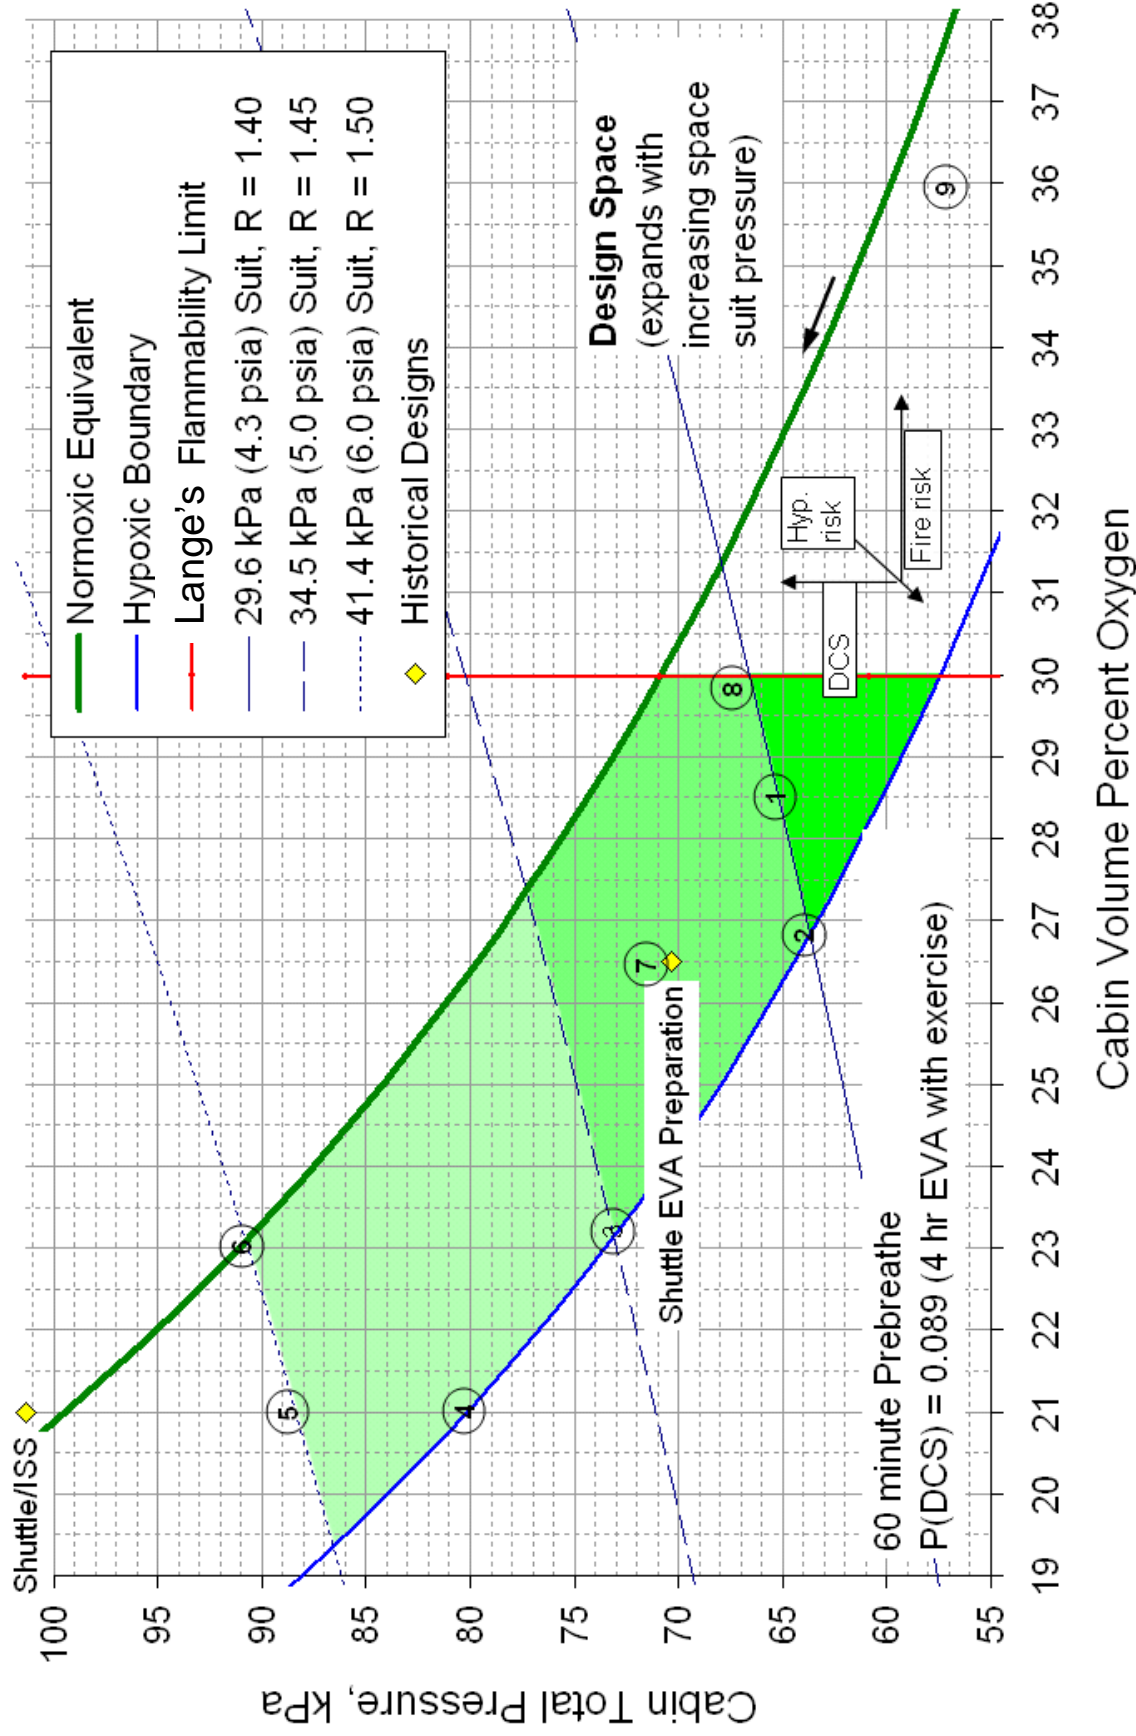 Shuttle/ISS
Normoxic Equivalent
Hypoxic Boundary
Lange's Flammability Limit
29.6 kPa (4.3 psia) Suit, R = 1.40
34.5 kPa (5.0 psia) Suit, R = 1.45
41.4 kPa (6.0 psia) Suit, R = 1.50
Historical Designs
Design Space
(expands with
increasing space
suit pressure)
6
5
4
3
7
Shuttle EVA Preparation
8
1
2
9
Hyp.
risk
DCS
Fire risk
60 minute Prebreathe
P(DCS) = 0.089 (4 hr EVA with exercise)
100
95
90
85
80
75
70
65
60
55
Cabin Total Pressure, kPa
19 20 21 22 23 24 25 26 27 28 29 30 31 32 33 34 35 36 37 38
Cabin Volume Percent Oxygen